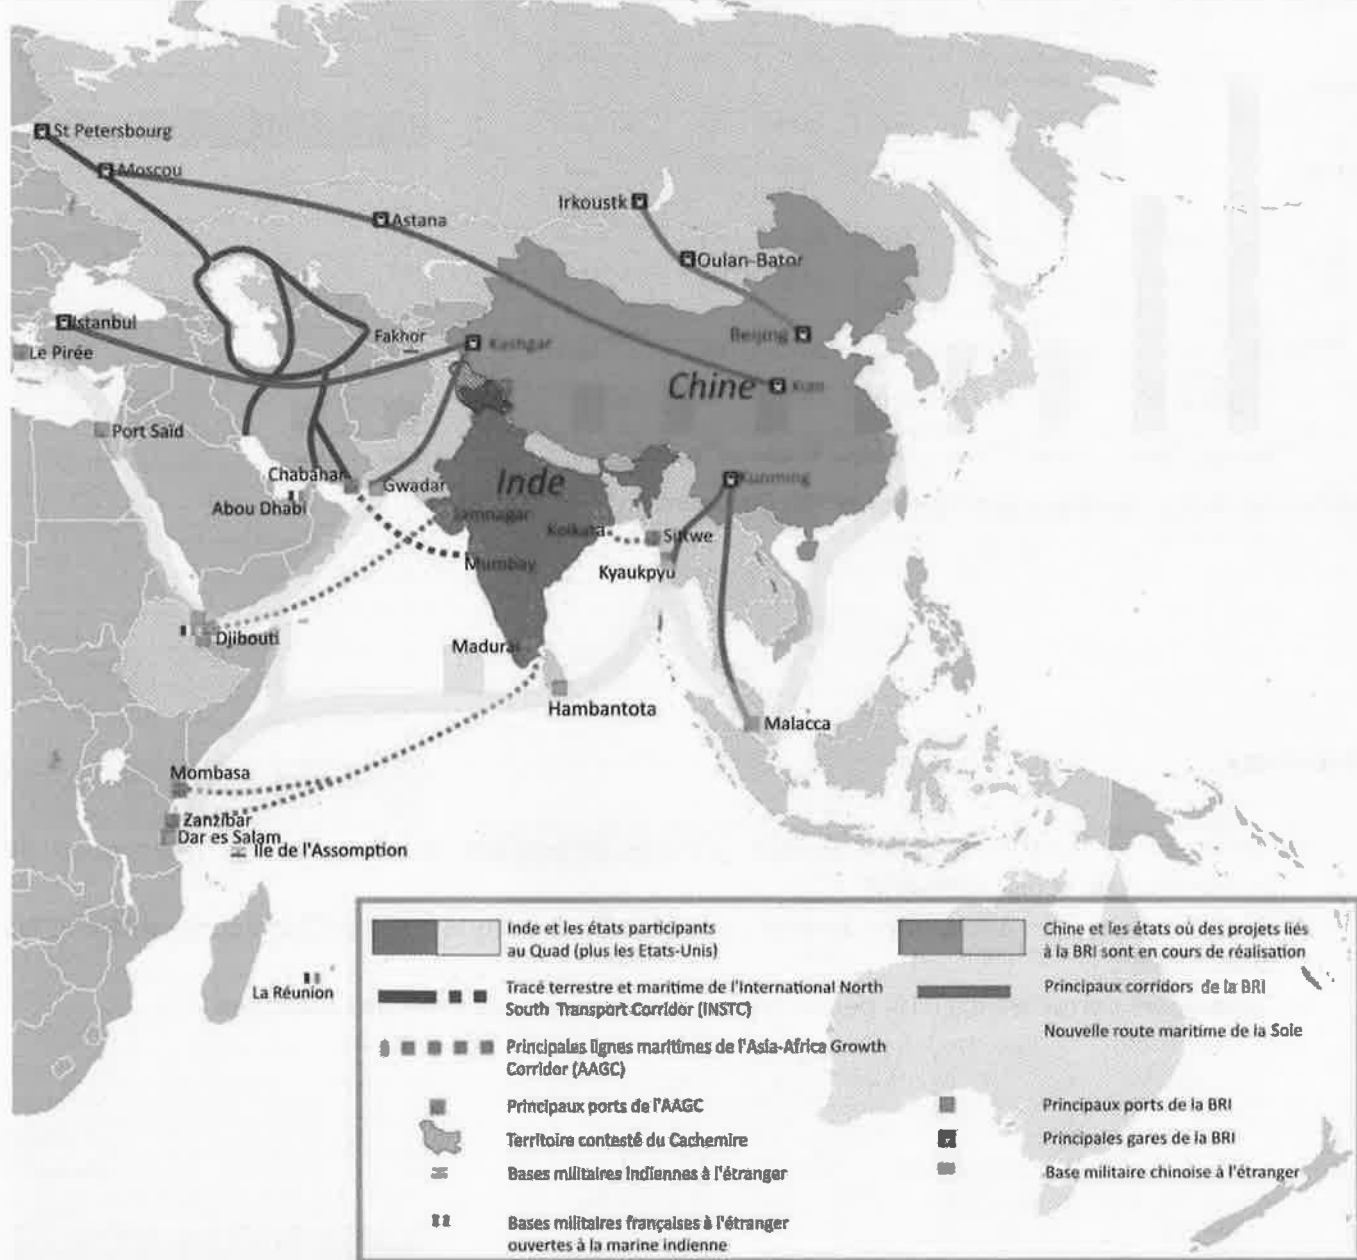 St Petersbourg
Moscou
Astana
Irkoustk
Oulan-Bator
Beijing
Istanbul
Le Pirée
Fakhor
Kashgar
Chine
Xian
Port Saïd
Chabahar
Gwadar
Inde
Kunming
Abou Dhabi
Jamnagar
Kolkata
Sittwe
Mumbay
Kyaukpyu
Djibouti
Madurai
Hambantota
Malacca
Mombasa
Zanzibar
Dar es Salam
Ile de l'Assomption
La Réunion
Inde et les états participants
au Quad (plus les Etats-Unis)
Tracé terrestre et maritime de l'International North
South Transport Corridor (INSTC)
Principales lignes maritimes de l'Asia-Africa Growth
Corridor (AAGC)
Principaux ports de l'AAGC
Territoire contesté du Cachemire
Bases militaires indiennes à l'étranger
Bases militaires françaises à l'étranger
ouvertes à la marine indienne
Chine et les états où des projets liés
à la BRI sont en cours de réalisation
Principaux corridors de la BRI
Nouvelle route maritime de la Soie
Principaux ports de la BRI
Principales gares de la BRI
Base militaire chinoise à l'étranger